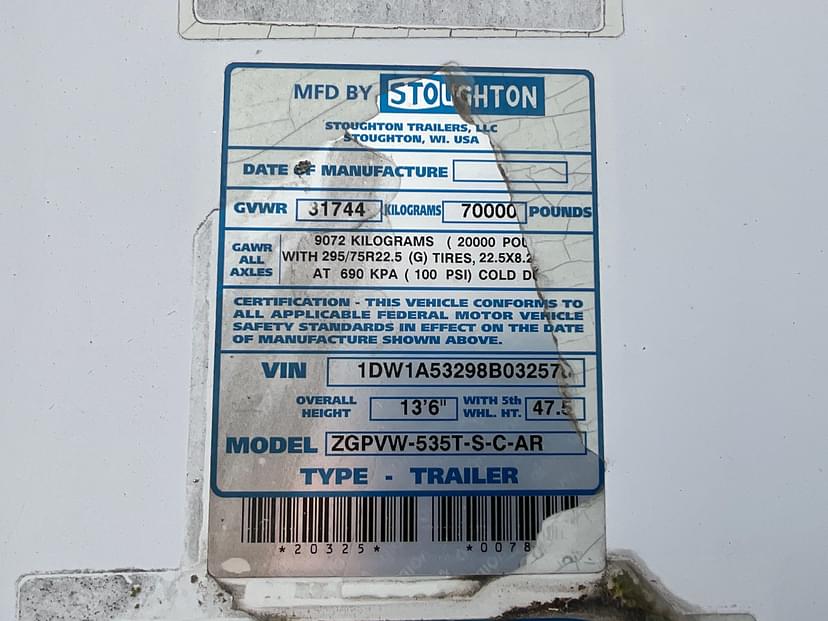 MFD BY STOUGHTON
STOUGHTON TRAILERS, LLC
STOUGHTON, WI. USA
DATE OF MANUFACTURE
GVWR 31744 KILOGRAMS 70000 POUNDS
GAWR
ALL
AXLES
9072 KILOGRAMS ( 20000 POU
WITH 295/75R22.5 (G) TIRES, 22.5X8.2
AT 690 KPA ( 100 PSI) COLD
CERTIFICATION - THIS VEHICLE CONFORMS TO
ALL APPLICABLE FEDERAL MOTOR VEHICLE
SAFETY STANDARDS IN EFFECT ON THE DATE
OF MANUFACTURE SHOWN ABOVE.
VIN 1DW1A53298B03257
OVERALL
HEIGHT 13'6"
WITH 5th
WHL. HT. 47.5
MODEL ZGPVW-535T-S-C-AR
TYPE - TRAILER
*20325* *0078